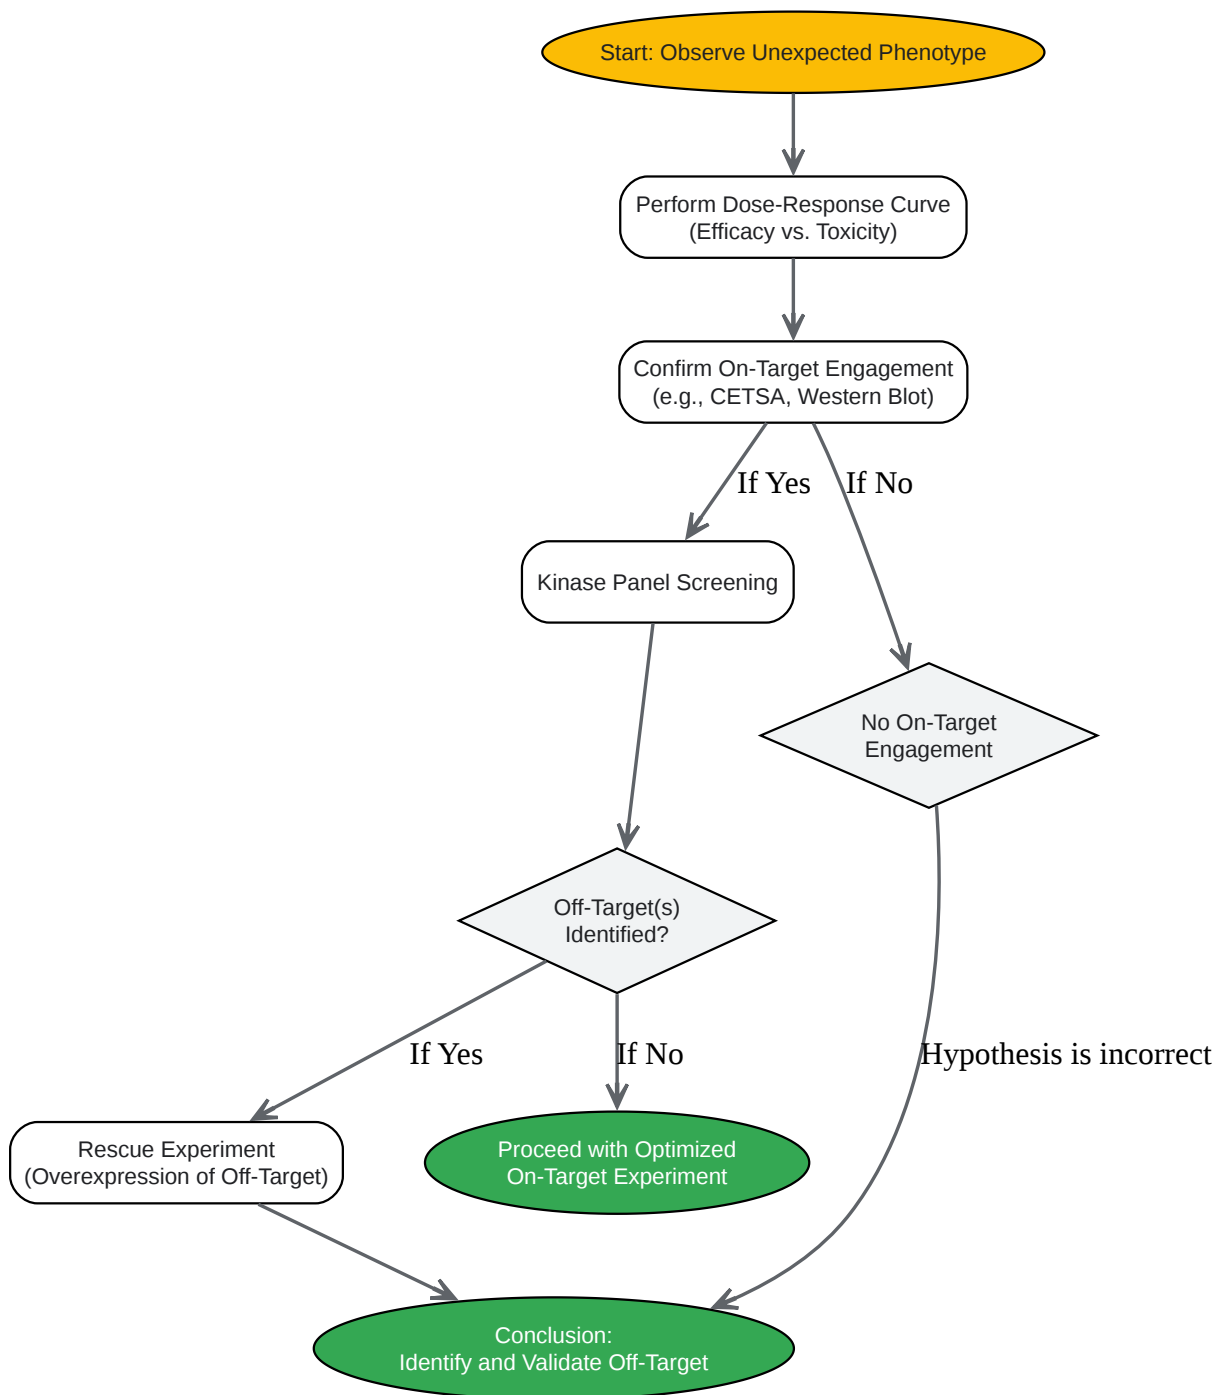 Start: Observe Unexpected Phenotype
Perform Dose-Response Curve
(Efficacy vs. Toxicity)
Confirm On-Target Engagement
(e.g., CETSA, Western Blot)
If Yes
If No
Kinase Panel Screening
No On-Target
Engagement
Off-Target(s)
Identified?
If Yes
If No
Hypothesis is incorrect
Rescue Experiment
(Overexpression of Off-Target)
Proceed with Optimized
On-Target Experiment
Conclusion:
Identify and Validate Off-Target